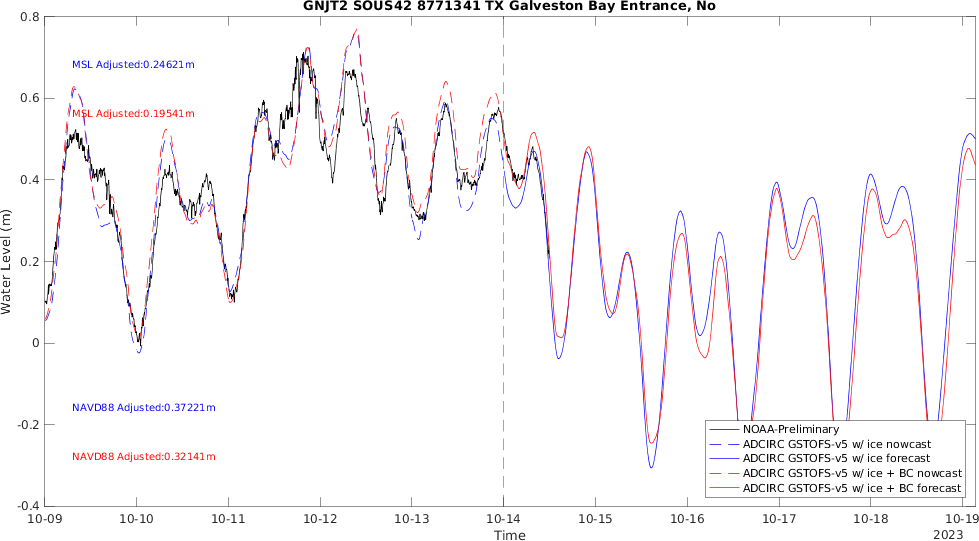 GNJT2 SOUS42 8771341 TX Galveston Bay Entrance, No
0.8
0.6
0.4
0.2
0
-0.2
-0.4
Water Level (m)
MSL Adjusted:0.24621m
MSL Adjusted:0.19541m
NAVD88 Adjusted:0.37221m
NAVD88 Adjusted:0.32141m
NOAA-Preliminary
ADCIRC GSTOFS-v5 w/ ice nowcast
ADCIRC GSTOFS-v5 w/ ice forecast
ADCIRC GSTOFS-v5 w/ ice + BC nowcast
ADCIRC GSTOFS-v5 w/ ice + BC forecast
10-09 10-10 10-11 10-12 10-13 10-14 10-15 10-16 10-17 10-18 10-19
Time
2023